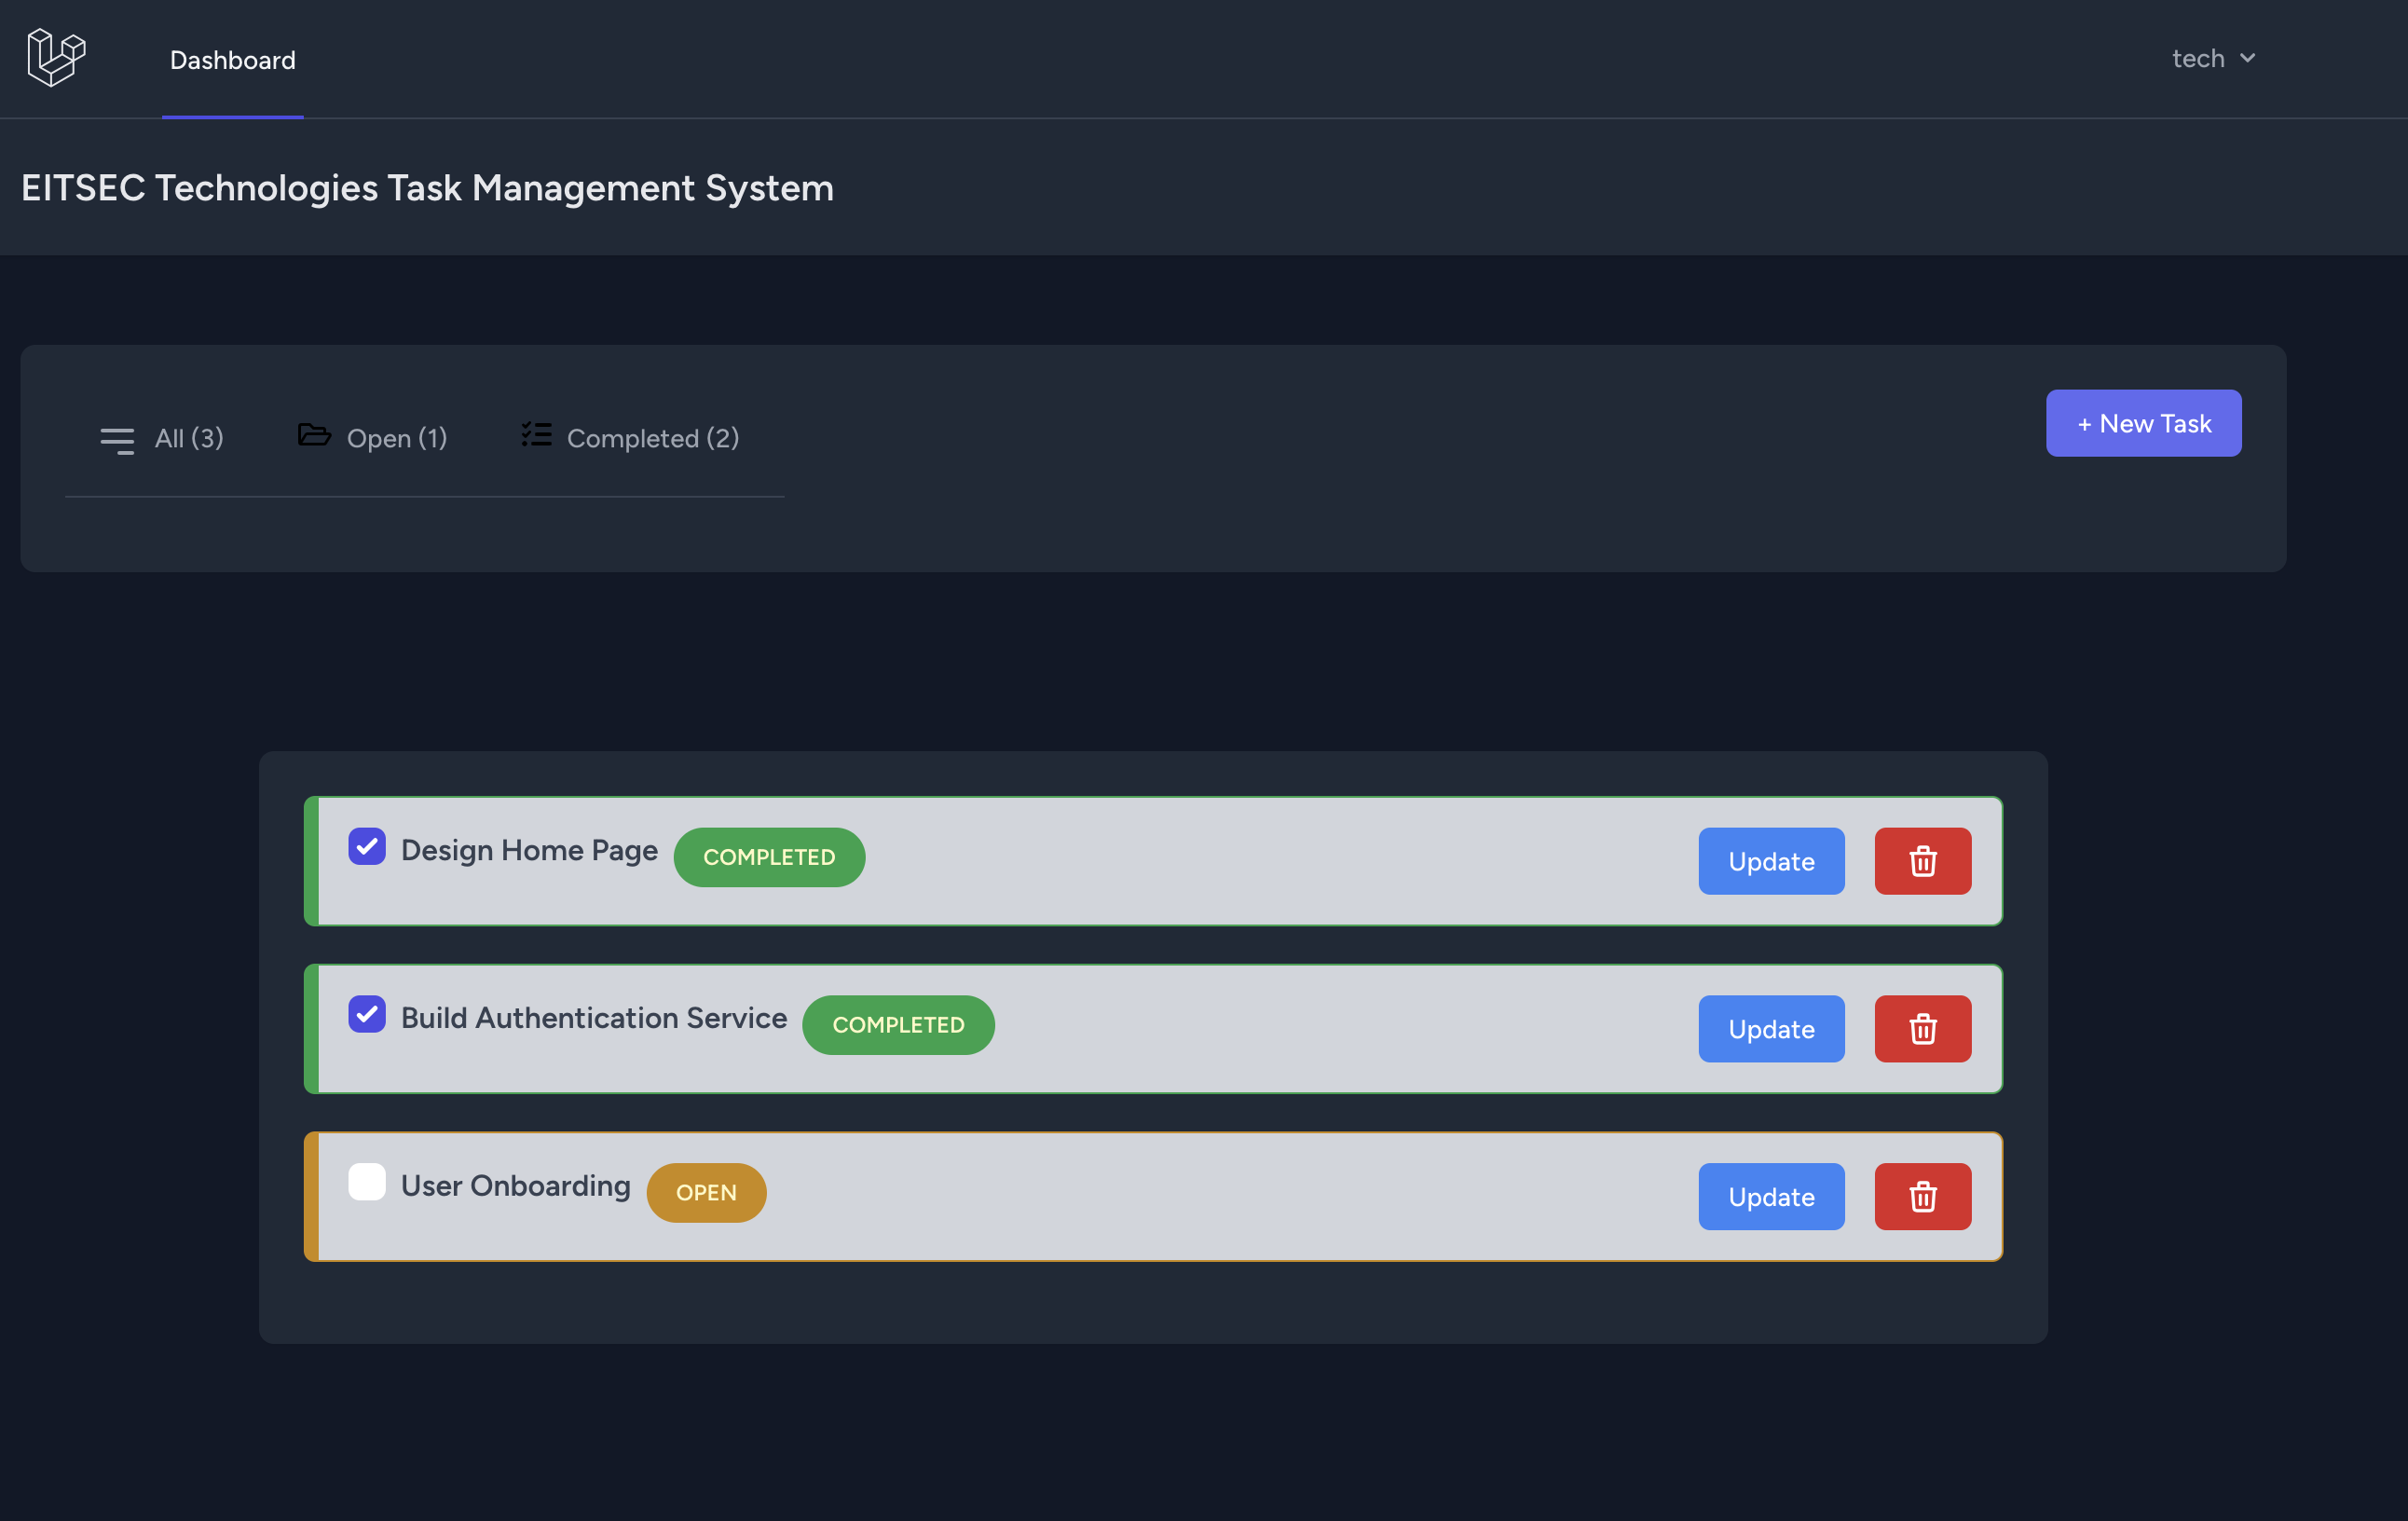 Dashboard
tech
EITSEC Technologies Task Management System
All (3)
Open (1)
Completed (2)
+ New Task
Design Home Page
COMPLETED
Update
Build Authentication Service
COMPLETED
Update
User Onboarding
OPEN
Update